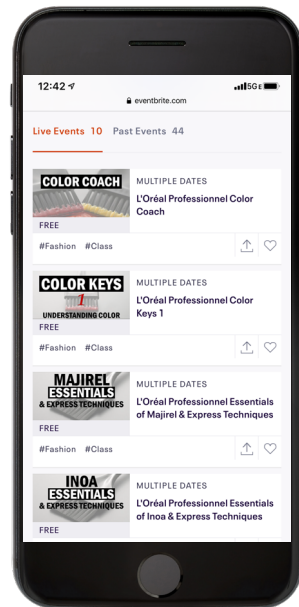 12:42
5G E
eventbrite.com
Live Events 10 Past Events 44
COLOR COACH
FREE
MULTIPLE DATES
L'Oréal Professionnel Color
Coach
#Fashion #Class
COLOR KEYS
1
UNDERSTANDING COLOR
FREE
MULTIPLE DATES
L'Oréal Professionnel Color
Keys 1
#Fashion #Class
MAJIREL
ESSENTIALS
& EXPRESS TECHNIQUES
FREE
MULTIPLE DATES
L'Oréal Professionnel Essentials
of Majirel & Express Techniques
#Fashion #Class
INOA
ESSENTIALS
& EXPRESS TECHNIQUES
FREE
MULTIPLE DATES
L'Oréal Professionnel Essentials
of Inoa & Express Techniques